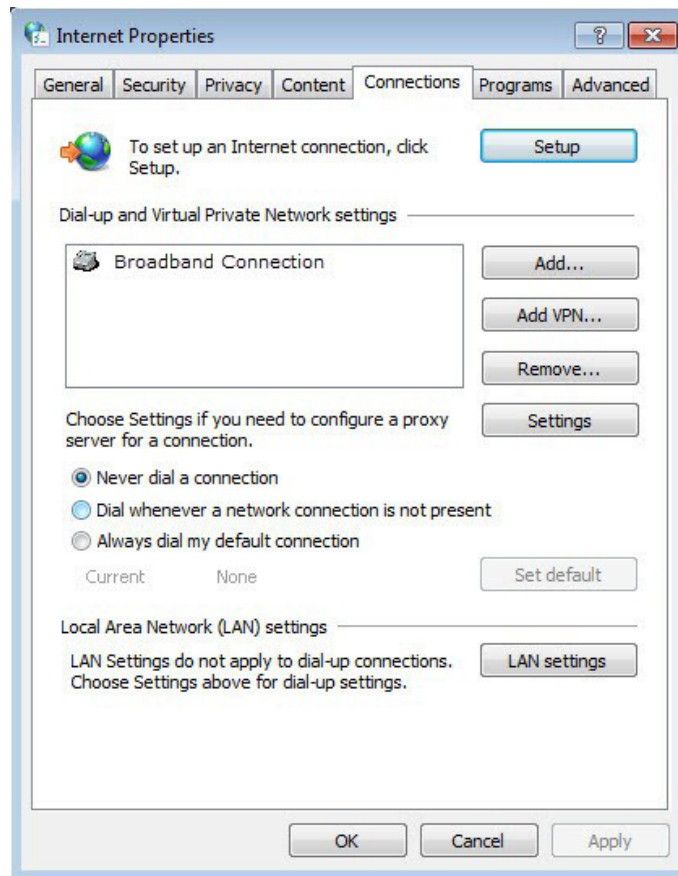 Internet Properties
?
General Security Privacy Content Connections Programs Advanced
To set up an Internet connection, click
Setup.
Setup
Dial-up and Virtual Private Network settings
Broadband Connection
Add...
Add VPN...
Remove...
Choose Settings if you need to configure a proxy
server for a connection.
Settings
Never dial a connection
Dial whenever a network connection is not present
Always dial my default connection
Current None
Set default
Local Area Network (LAN) settings
LAN Settings do not apply to dial-up connections.
Choose Settings above for dial-up settings.
LAN settings
OK Cancel Apply